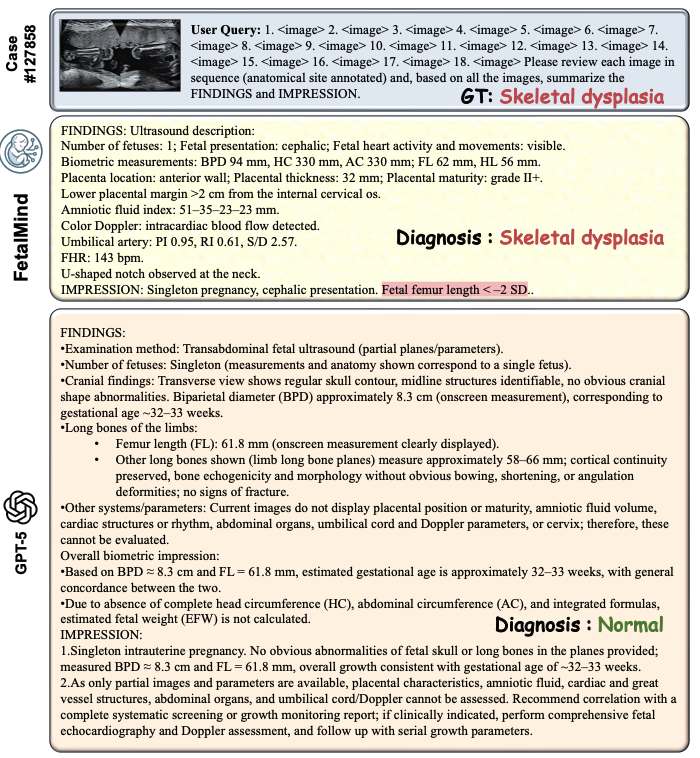 Case
#127858
User Query: 1. <image> 2. <image> 3. <image> 4. <image> 5. <image> 6. <image> 7.
<image> 8. <image> 9. <image> 10. <image> 11. <image> 12. <image> 13. <image> 14.
<image> 15. <image> 16. <image> 17. <image> 18. <image> Please review each image in
sequence (anatomical site annotated) and, based on all the images, summarize the
FINDINGS and IMPRESSION.
GT: Skeletal dysplasia
FetalMind
FINDINGS: Ultrasound description:
Number of fetuses: 1; Fetal presentation: cephalic; Fetal heart activity and movements: visible.
Biometric measurements: BPD 94 mm, HC 330 mm, AC 330 mm; FL 62 mm, HL 56 mm.
Placenta location: anterior wall; Placental thickness: 32 mm; Placental maturity: grade II+.
Lower placental margin >2 cm from the internal cervical os.
Amniotic fluid index: 51–35–23–23 mm.
Color Doppler: intracardiac blood flow detected.
Umbilical artery: PI 0.95, RI 0.61, S/D 2.57.
FHR: 143 bpm.
U-shaped notch observed at the neck.
IMPRESSION: Singleton pregnancy, cephalic presentation. Fetal femur length < –2 SD..
Diagnosis : Skeletal dysplasia
GPT-5
FINDINGS:
•Examination method: Transabdominal fetal ultrasound (partial planes/parameters).
•Number of fetuses: Singleton (measurements and anatomy shown correspond to a single fetus).
•Cranial findings: Transverse view shows regular skull contour, midline structures identifiable, no obvious cranial
shape abnormalities. Biparietal diameter (BPD) approximately 8.3 cm (onscreen measurement), corresponding to
gestational age ~32–33 weeks.
•Long bones of the limbs:
• Femur length (FL): 61.8 mm (onscreen measurement clearly displayed).
• Other long bones shown (limb long bone planes) measure approximately 58–66 mm; cortical continuity
preserved, bone echogenicity and morphology without obvious bowing, shortening, or angulation
deformities; no signs of fracture.
•Other systems/parameters: Current images do not display placental position or maturity, amniotic fluid volume,
cardiac structures or rhythm, abdominal organs, umbilical cord and Doppler parameters, or cervix; therefore, these
cannot be evaluated.
Overall biometric impression:
•Based on BPD ≈ 8.3 cm and FL = 61.8 mm, estimated gestational age is approximately 32–33 weeks, with general
concordance between the two.
•Due to absence of complete head circumference (HC), abdominal circumference (AC), and integrated formulas,
estimated fetal weight (EFW) is not calculated.
Diagnosis : Normal
IMPRESSION:
1.Singleton intrauterine pregnancy. No obvious abnormalities of fetal skull or long bones in the planes provided;
measured BPD ≈ 8.3 cm and FL = 61.8 mm, overall growth consistent with gestational age of ~32–33 weeks.
2.As only partial images and parameters are available, placental characteristics, amniotic fluid, cardiac and great
vessel structures, abdominal organs, and umbilical cord/Doppler cannot be assessed. Recommend correlation with a
complete systematic screening or growth monitoring report; if clinically indicated, perform comprehensive fetal
echocardiography and Doppler assessment, and follow up with serial growth parameters.